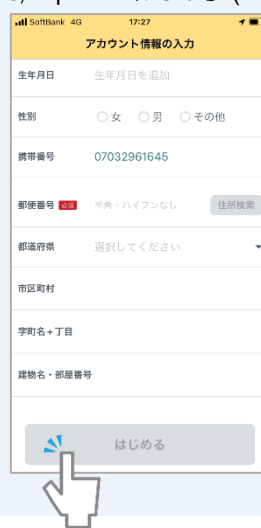 SoftBank 4G 17:27
アカウント情報の入力
生年月日 生年月日を追加
性別 女 男 その他
携帯番号 07032961645
郵便番号 必須 半角・ハイフンなし 住所検索
都道府県 選択してください
市区町村
字町名+丁目
建物名・部屋番号
はじめる